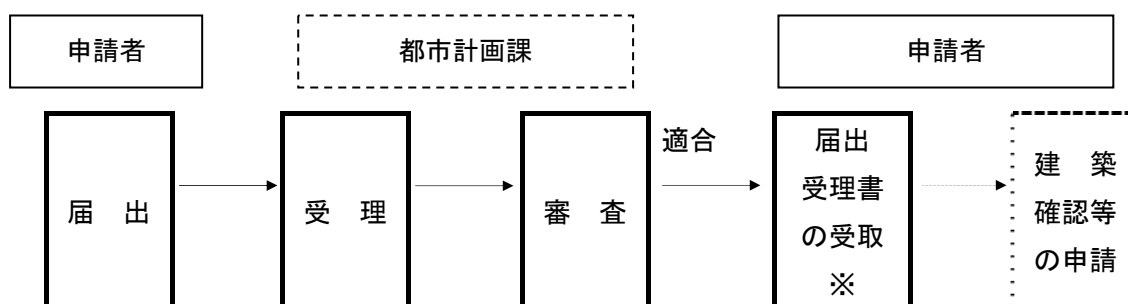 申請者
都市計画課
申請者
届　出
受　理
審　査
適合
届出
受理書
の受取
※
建　築
確認等
の申請